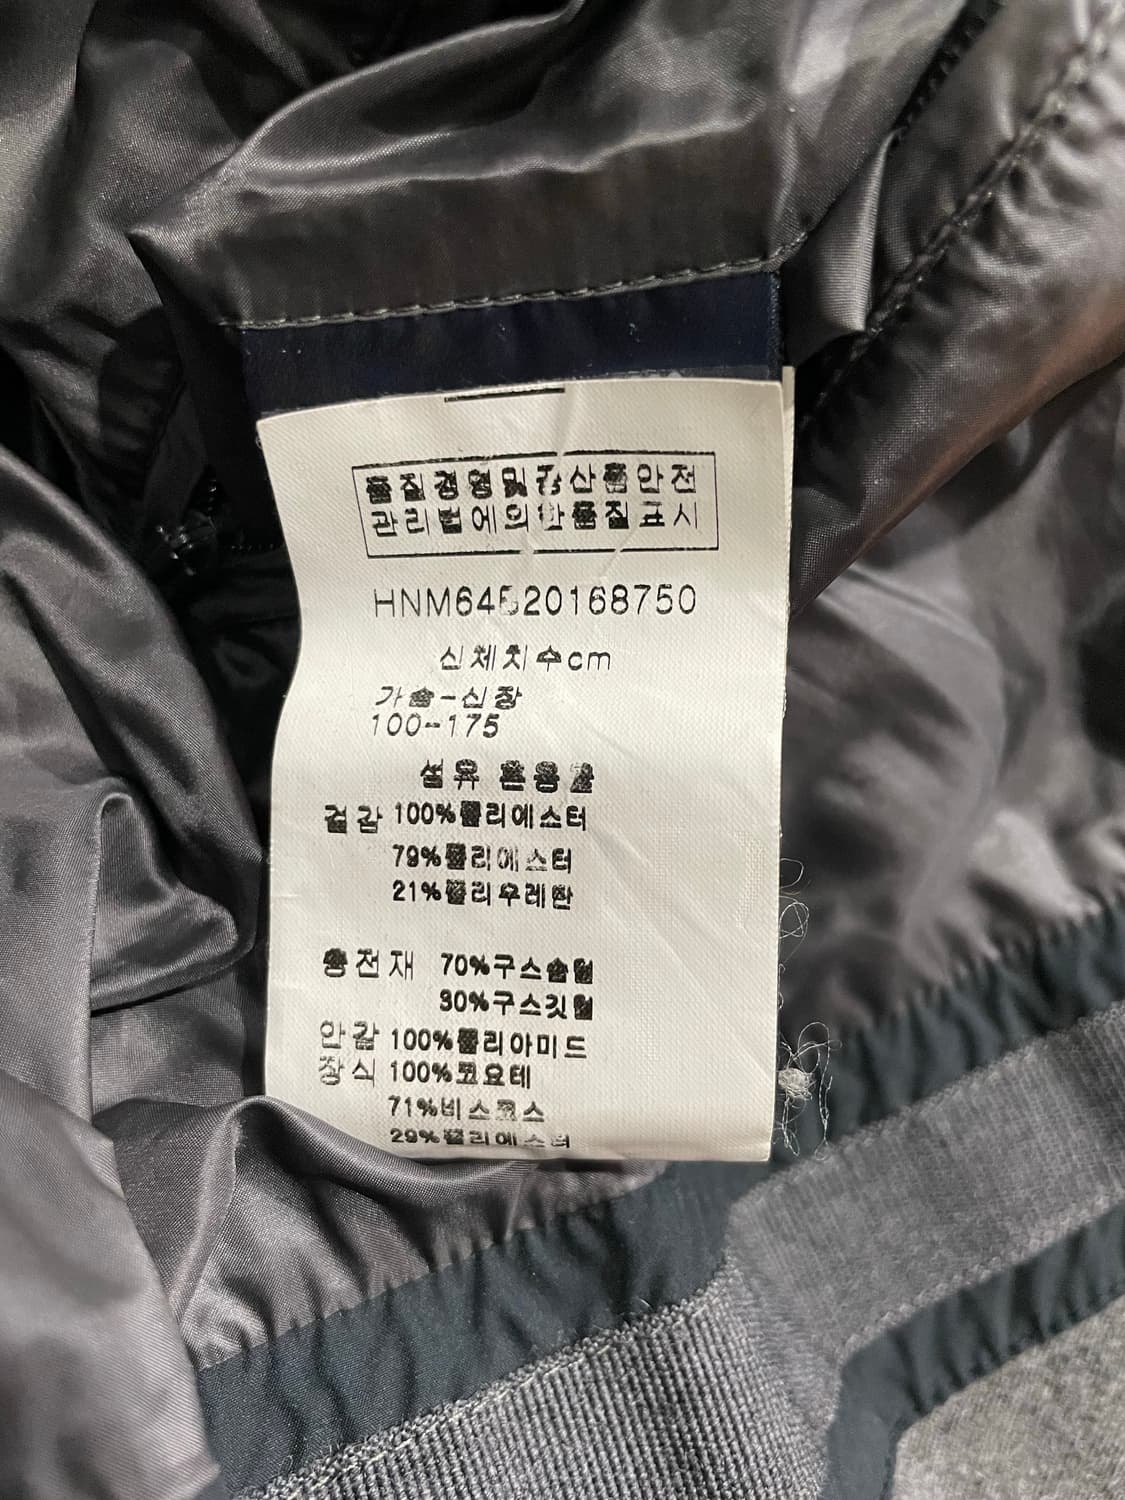 품질경영및공산품안전
관리법에의한품질표시
HNM64520168750
신체치수cm
가슴-신장
100-175
섬유 혼용율
겉감 100%폴리에스터
79%폴리에스터
21%폴리우레탄
충전재 70%구스솜털
30%구스깃털
안감 100%폴리아미드
장식 100%코요테
71%비스코스
29%폴리에스터